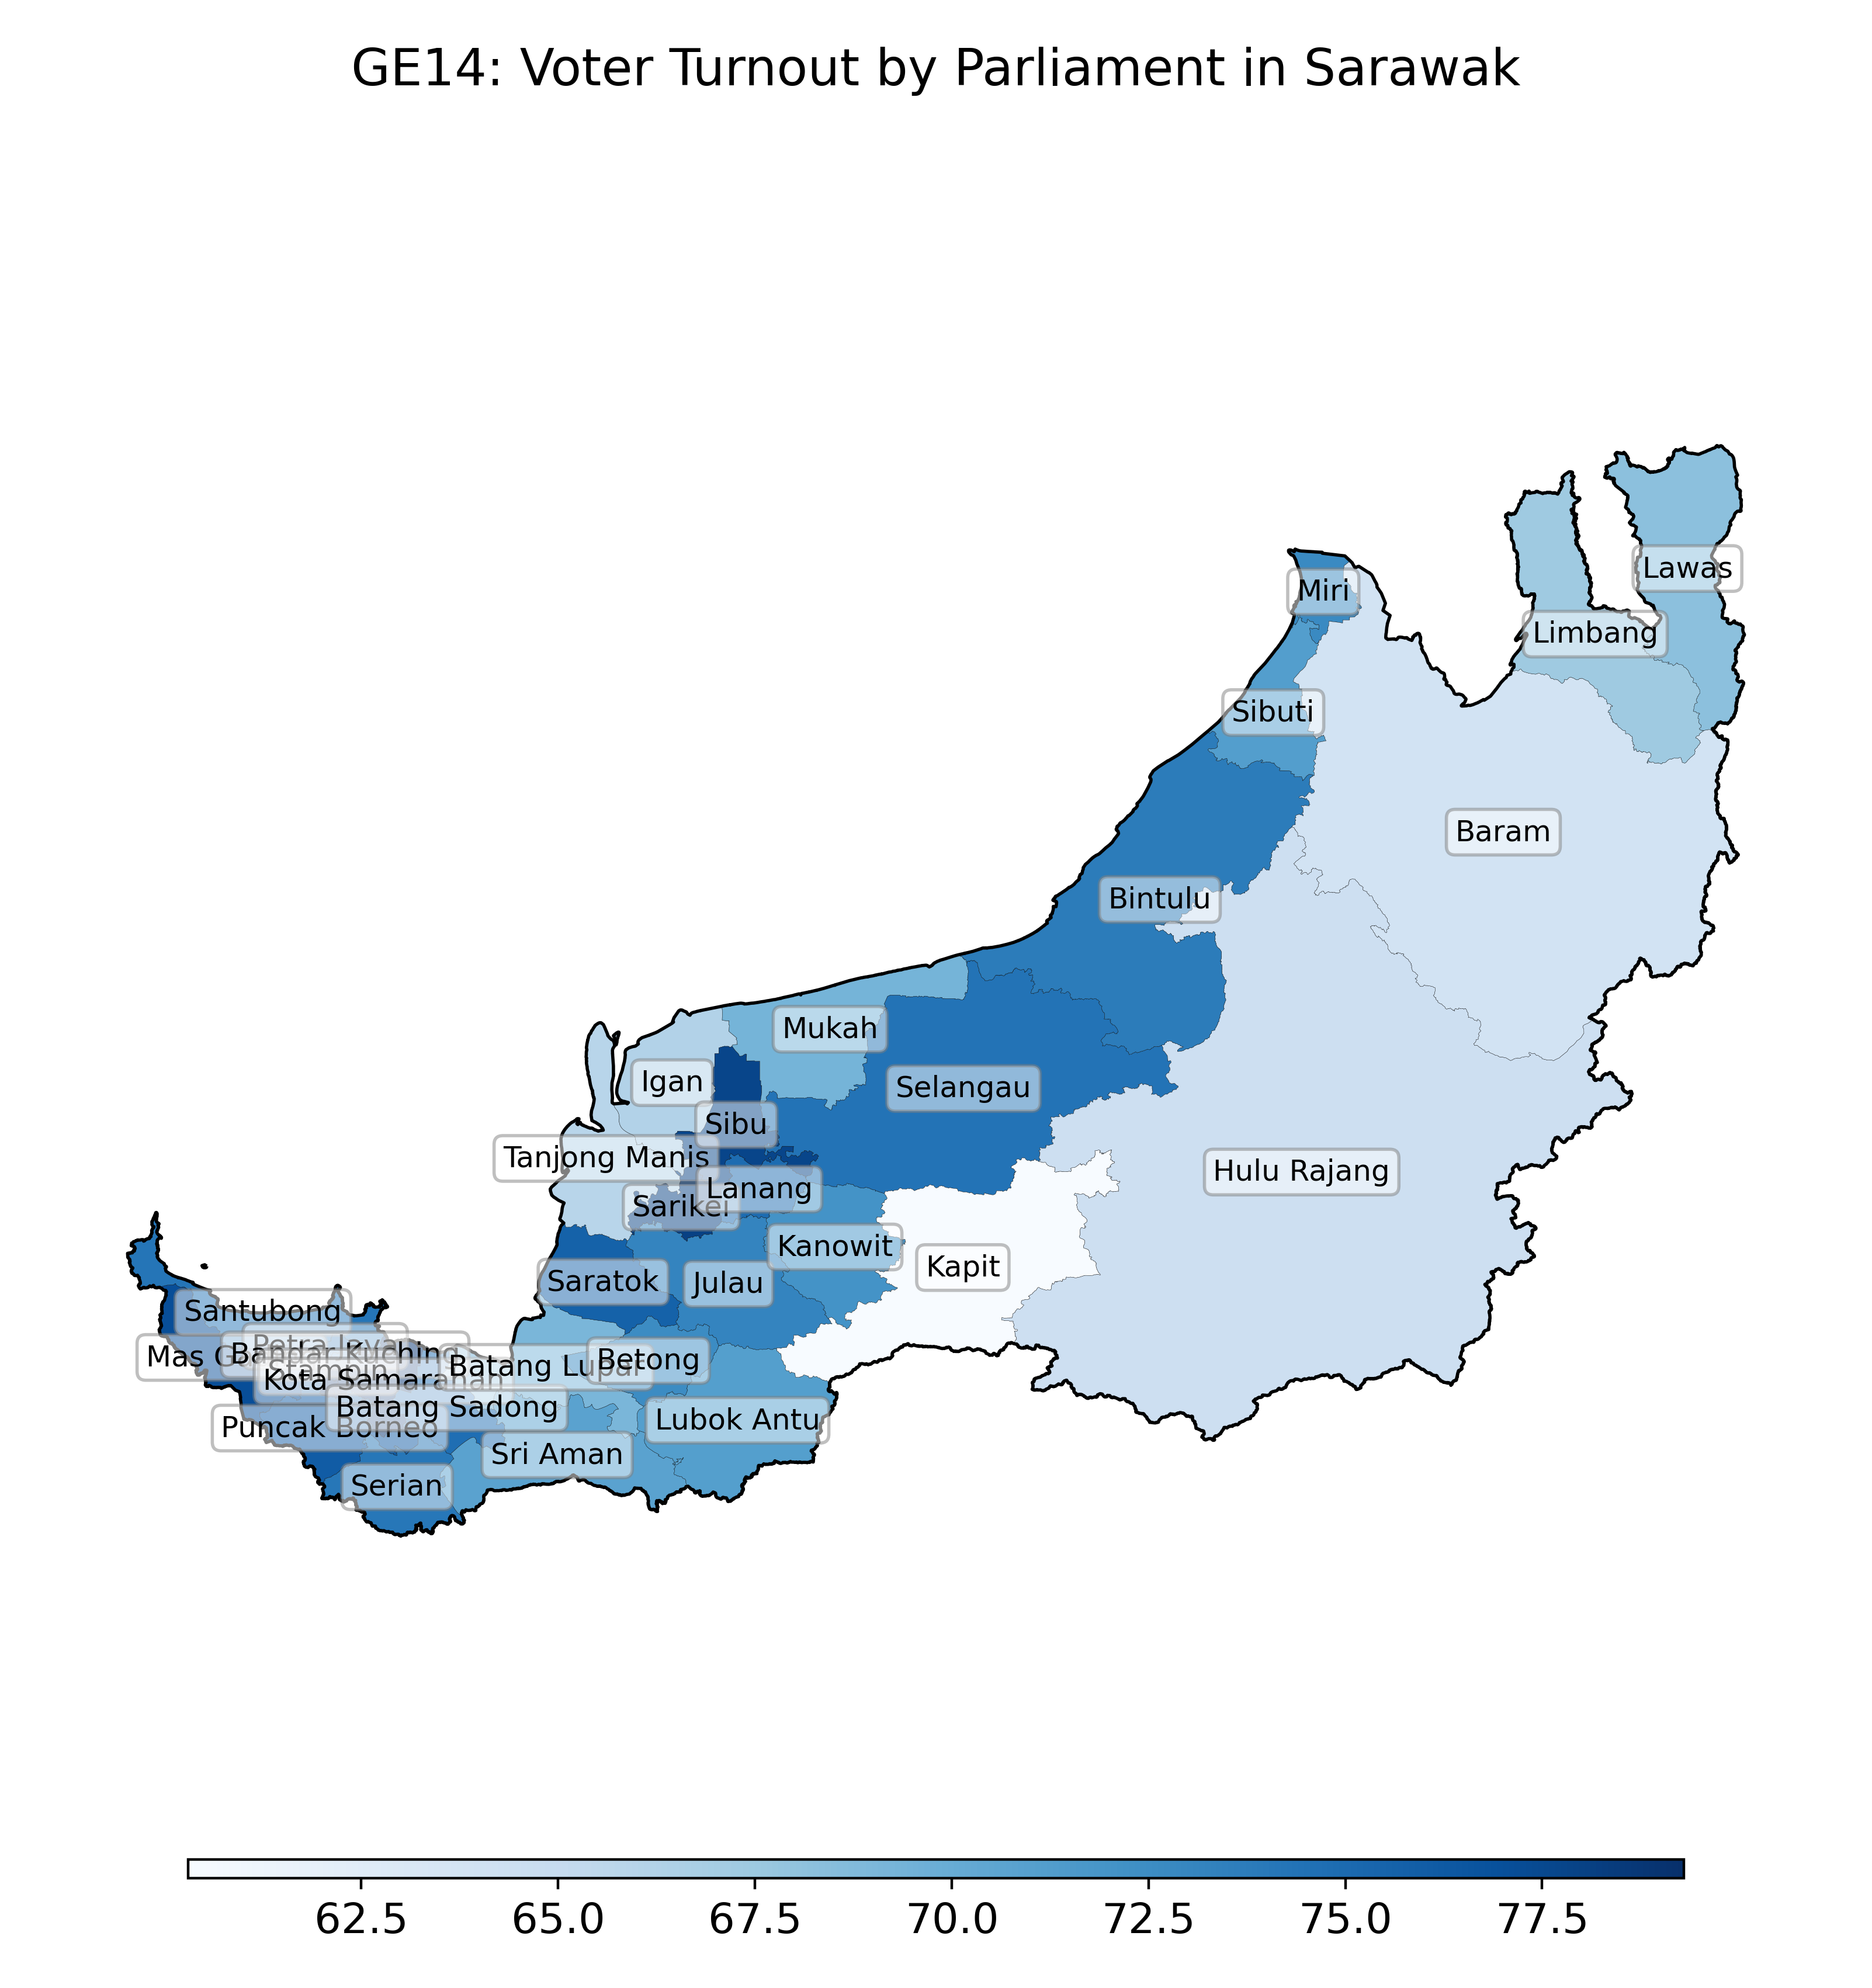 GE14: Voter Turnout by Parliament in Sarawak
Lawas
Miri
Limbang
Sibuti
Baram
Bintulu
Mukah
Igan
Selangau
Sibu
Tanjong Manis
Hulu Rajang
Lanang
Sarikei
Kanowit
Kapit
Saratok
Julau
Santubong
Petra Jaya
Mas G
Bandar Kuching
Stampin
Batang Lupar
Betong
Kota Samarahan
Batang Sadong
Lubok Antu
Puncak Borneo
Sri Aman
Serian
62.5
65.0
67.5
70.0
72.5
75.0
77.5